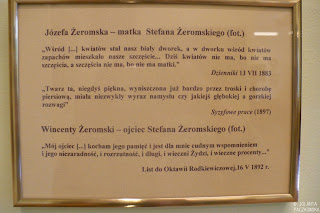 Józefa Żeromska – matka Stefana Żeromskiego (fot.)
„Wśród [...] kwiatów stał nasz biały dworek, a w dworku wśród kwiatów
zapachów mieszkało nasze szczęście... Dziś kwiatów nie ma, bo nie ma
szczęścia, a szczęścia nie ma, bo nie ma matki.”
Dzienniki 13 VII 1883
„Twarz ta, niegdyś piękna, wyniszczona już bardzo przez troski i chorobę
piersiową, miała niezwykły wyraz namysłu czy jakiejś głębokiej a gorzkiej
rozwagi”
Syzyfowe prace (1897)
Wincenty Żeromski – ojciec Stefana Żeromskiego (fot.)
„Mój ojciec [...] kocham jego pamięć i jest dla mnie cudnym wspomnieniem
i jego niezaradność, i rozrzutność, i długi, i wieczni Żydzi, i wieczne procenty...”
List do Oktawii Rodkiewiczowej, 16 V 1892 r.
© JOLANTA